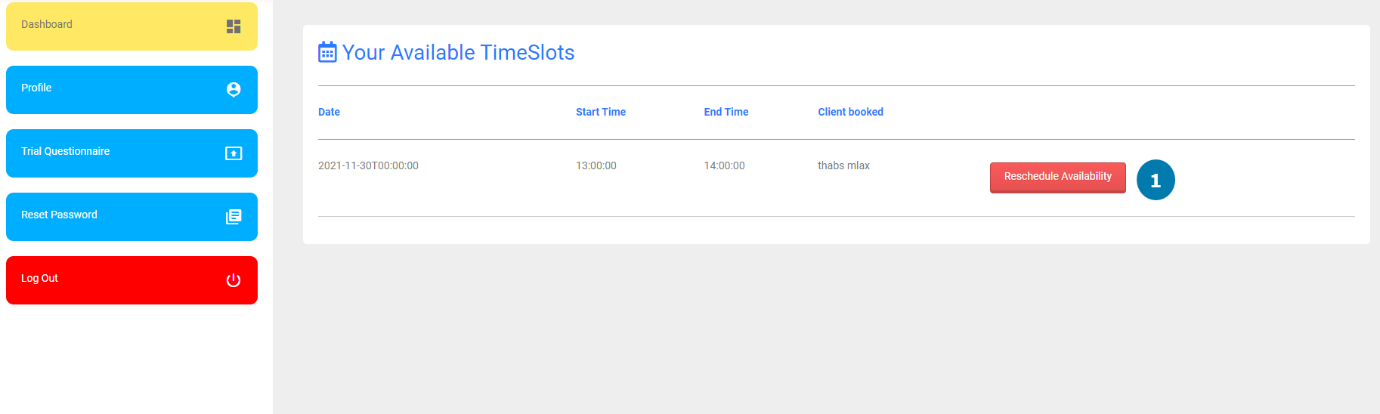 Dashboard
Profile
Trial Questionnaire
Reset Password
Log Out
Your Available TimeSlots
Date Start Time End Time Client booked
2021-11-30T00:00:00 13:00:00 14:00:00 thabs mlax Reschedule Availability 1